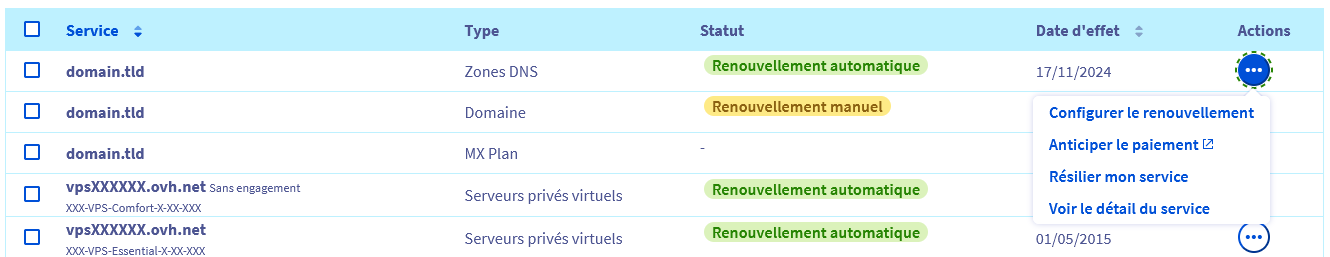 Service Type Statut Date d'effet Actions
domain.tld Zones DNS Renouvellement automatique 17/11/2024
domain.tld Domaine Renouvellement manuel Configurer le renouvellement
Anticiper le paiement
domain.tld MX Plan -
Résilier mon service
vpsXXXXXX.ovh.net Sans engagement Serveurs privés virtuels Renouvellement automatique
XXX-VPS-Comfort-X-XX-XXX Voir le détail du service
vpsXXXXXX.ovh.net Serveurs privés virtuels Renouvellement automatique 01/05/2015
XXX-VPS-Essential-X-XX-XXX